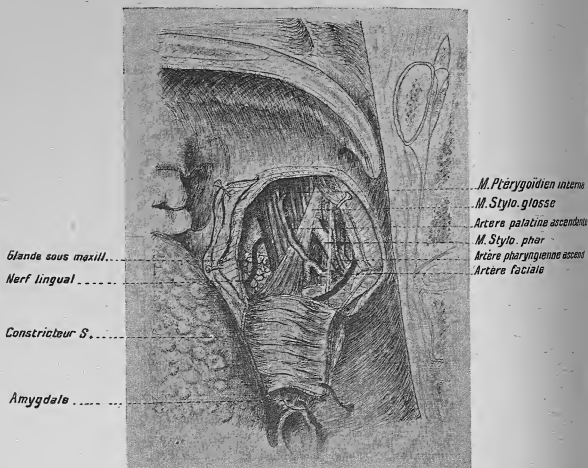 M. Ptérygoïdien interne
M. Stylo. glosse
Artère palatine ascendante
M. Stylo. phar
Artère pharyngienne ascend
Artère faciale
Glande sous maxill.
Nerf lingual
Constricteur S.
Amygdale